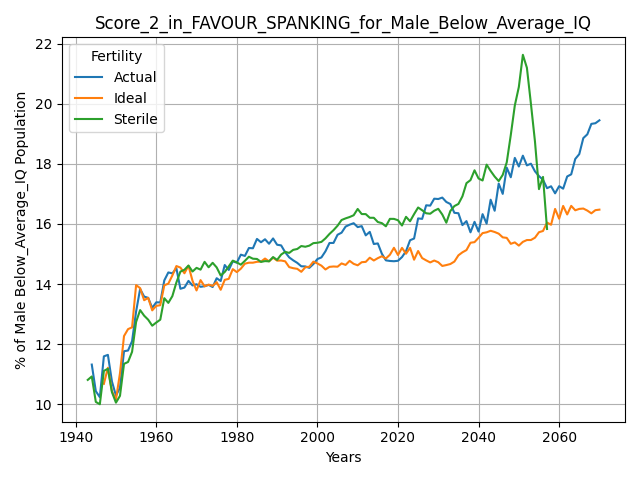 Score_2_in_FAVOUR_SPANKING_for_Male_Below_Average_IQ
Fertility
Actual
Ideal
Sterile
% of Male Below_Average_IQ Population
22
20
18
16
14
12
10
1940 1960 1980 2000 2020 2040 2060
Years